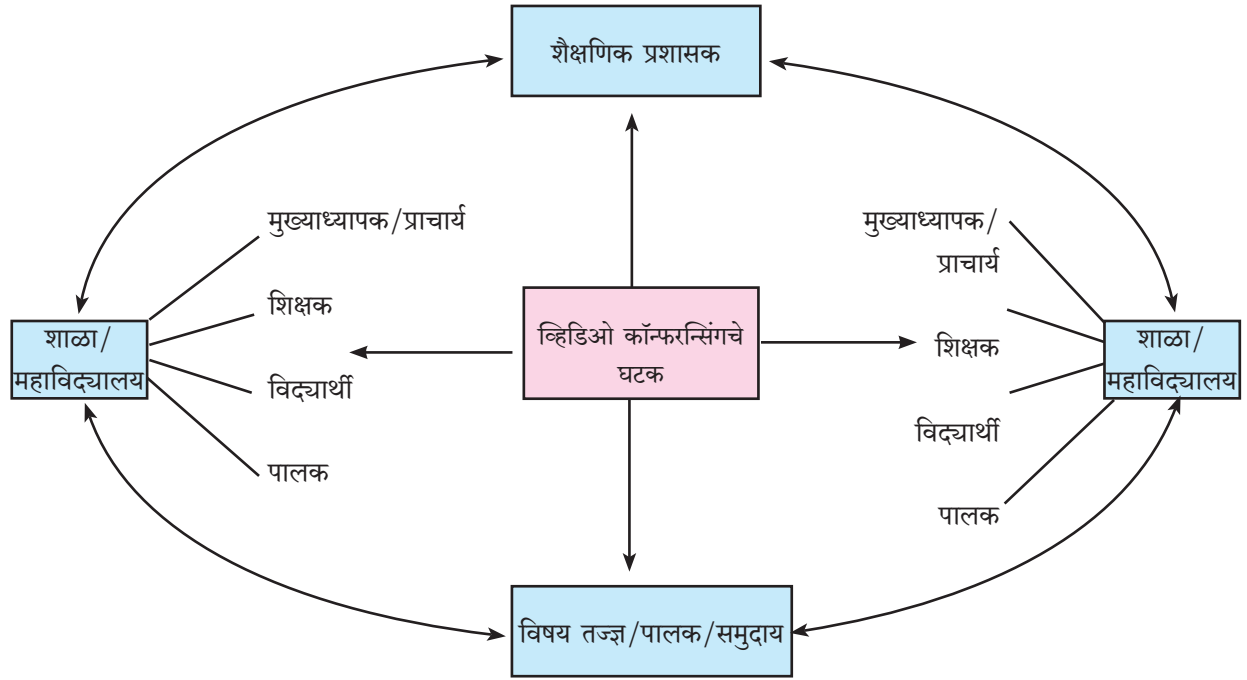 शैक्षणिक प्रशासक
मुख्याध्यापक/प्राचार्य
शिक्षक
विद्यार्थी
पालक
शाळा/
महाविद्यालय
व्हिडिओ कॉन्फरन्सिंगचे
घटक
मुख्याध्यापक/
प्राचार्य
शिक्षक
विद्यार्थी
पालक
शाळा/
महाविद्यालय
विषय तज्ज्ञ/पालक/समुदाय